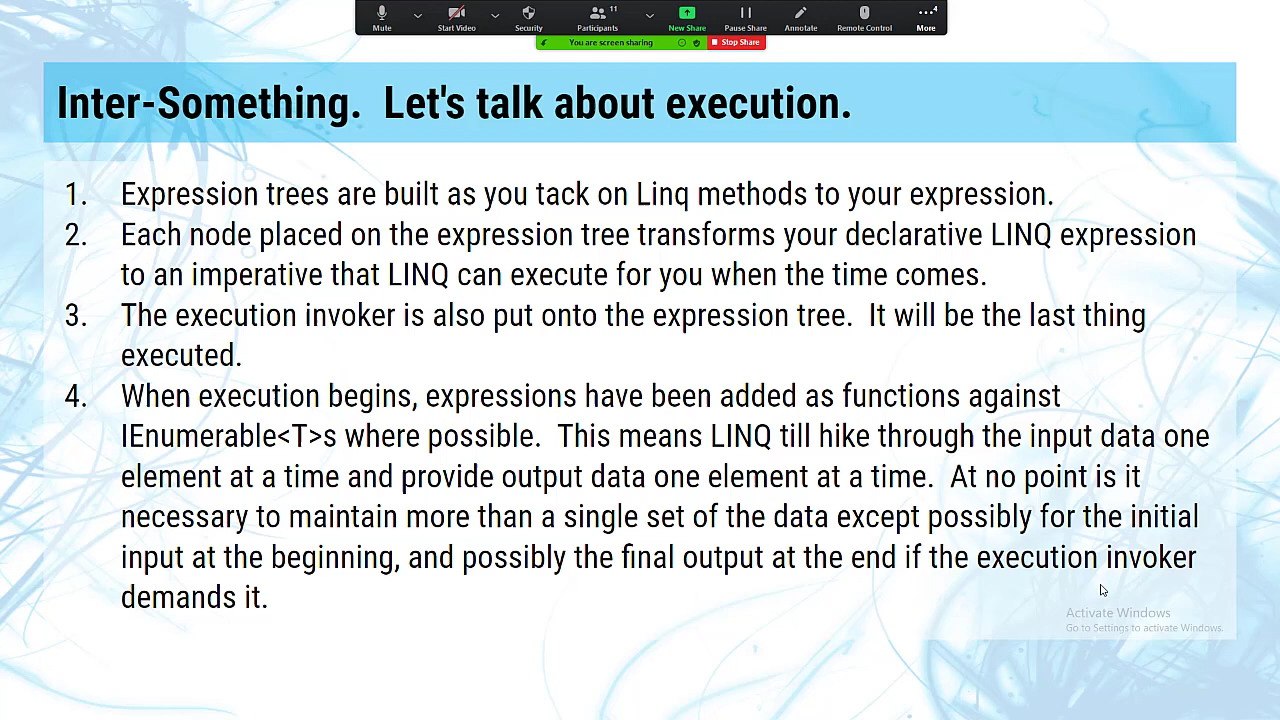 11
4
Mute
Start Video
Security
Participants
New Share
Pause Share
Annotate
Remote Control
More
You are screen sharing
Stop Share
Inter-Something.  Let's talk about execution.
1. Expression trees are built as you tack on Linq methods to your expression.
2. Each node placed on the expression tree transforms your declarative LINQ expression
to an imperative that LINQ can execute for you when the time comes.
3. The execution invoker is also put onto the expression tree.  It will be the last thing
executed.
4. When execution begins, expressions have been added as functions against
IEnumerable<T>s where possible.  This means LINQ till hike through the input data one
element at a time and provide output data one element at a time.  At no point is it
necessary to maintain more than a single set of the data except possibly for the initial
input at the beginning, and possibly the final output at the end if the execution invoker
demands it.
Activate Windows
Go to Settings to activate Windows.